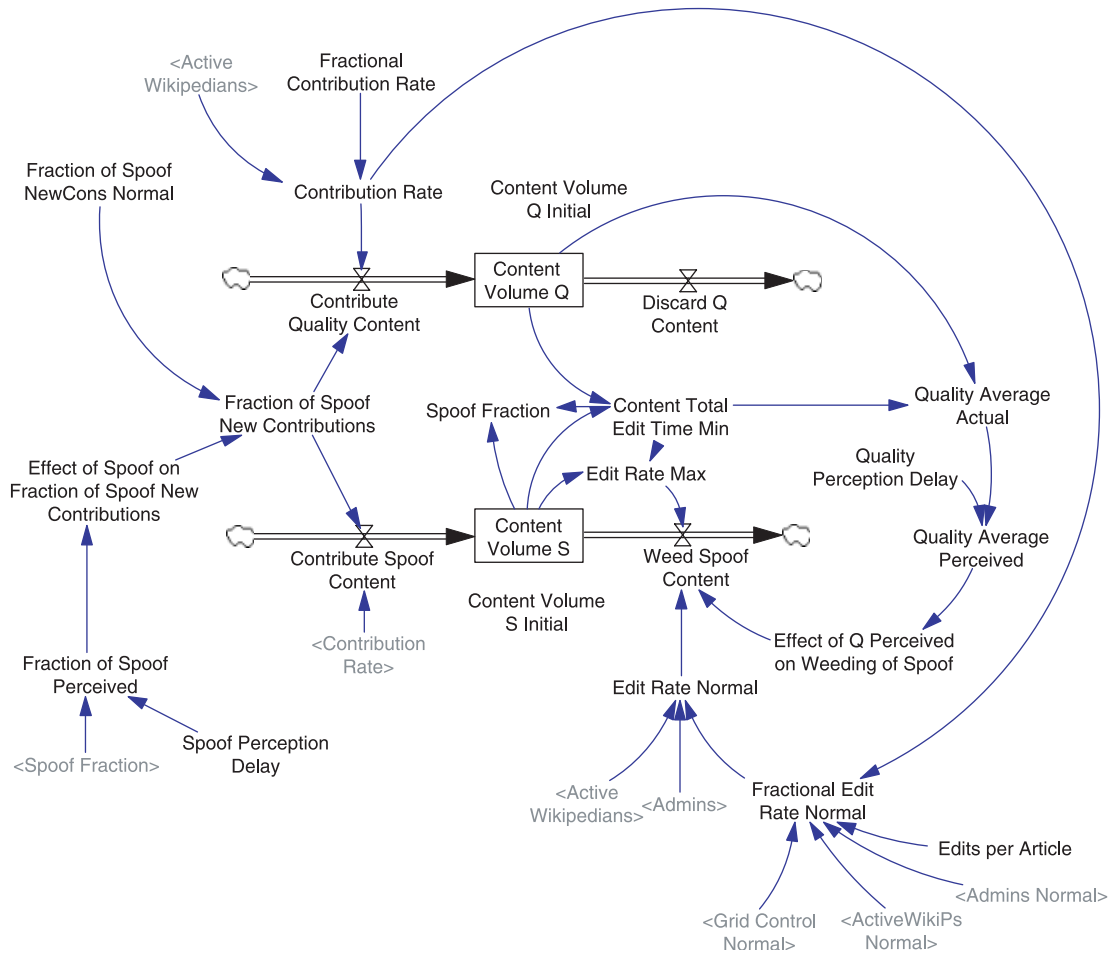 <Active
Wikipedians>
Fractional
Contribution Rate
Fraction of Spoof
NewCons Normal
Contribution Rate
Content Volume
Q Initial
Content
Volume Q
Contribute
Quality Content
Discard Q
Content
Fraction of Spoof
New Contributions
Spoof Fraction
Content Total
Edit Time Min
Quality Average
Actual
Effect of Spoof on
Fraction of Spoof New
Contributions
Edit Rate Max
Quality
Perception Delay
Content
Volume S
Contribute Spoof
Content
Weed Spoof
Content
Quality Average
Perceived
Content Volume
S Initial
<Contribution
Rate>
Effect of Q Perceived
on Weeding of Spoof
Fraction of Spoof
Perceived
Edit Rate Normal
Spoof Perception
Delay
<Spoof Fraction>
<Active
Wikipedians>
<Admins>
Fractional Edit
Rate Normal
Edits per Article
<Admins Normal>
<Grid Control
Normal>
<ActiveWikiPs
Normal>